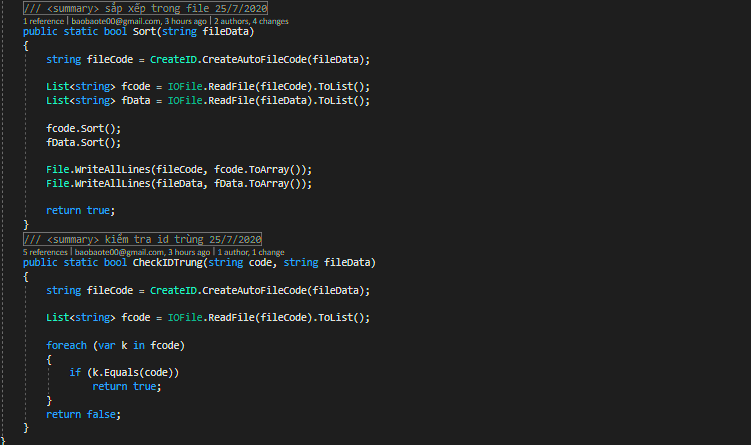 /// <summary> sắp xếp trong file 25/7/2020
1 reference | baobaote00@gmail.com, 3 hours ago | 2 authors, 4 changes
public static bool Sort(string fileData)
{
string fileCode = CreateID.CreateAutoFileCode(fileData);
List<string> fcode = IOFile.ReadFile(fileCode).ToList();
List<string> fData = IOFile.ReadFile(fileData).ToList();
fcode.Sort();
fData.Sort();
File.WriteAllLines(fileCode, fcode.ToArray());
File.WriteAllLines(fileData, fData.ToArray());
return true;
}
/// <summary> kiểm tra id trùng 25/7/2020
5 references | baobaote00@gmail.com, 3 hours ago | 1 author, 1 change
public static bool CheckIDTrung(string code, string fileData)
{
string fileCode = CreateID.CreateAutoFileCode(fileData);
List<string> fcode = IOFile.ReadFile(fileCode).ToList();
foreach (var k in fcode)
{
if (k.Equals(code))
return true;
}
return false;
}
}